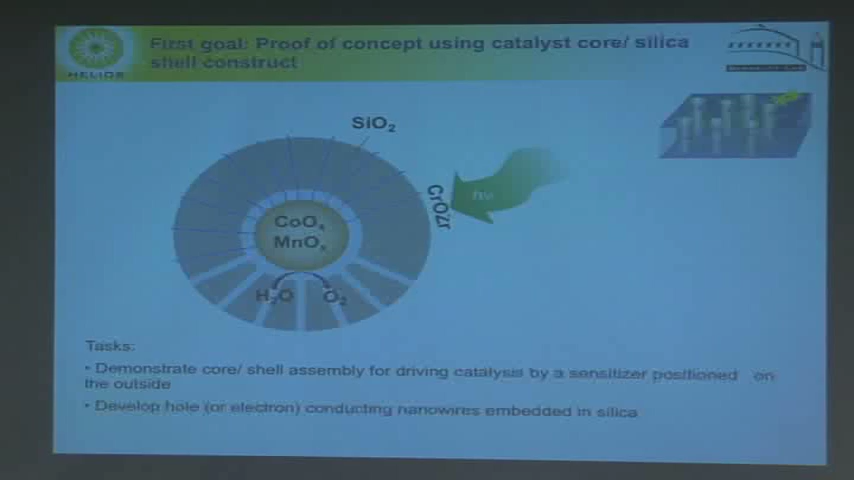 First goal: Proof of concept using catalyst core/ silica
shell construct
HELIOS
SiO₂
CrOZr
hν
CoOₓ
MnOₓ
H₂O O₂
Tasks:
• Demonstrate core/ shell assembly for driving catalysis by a sensitizer positioned on
the outside
• Develop hole (or electron) conducting nanowires embedded in silica